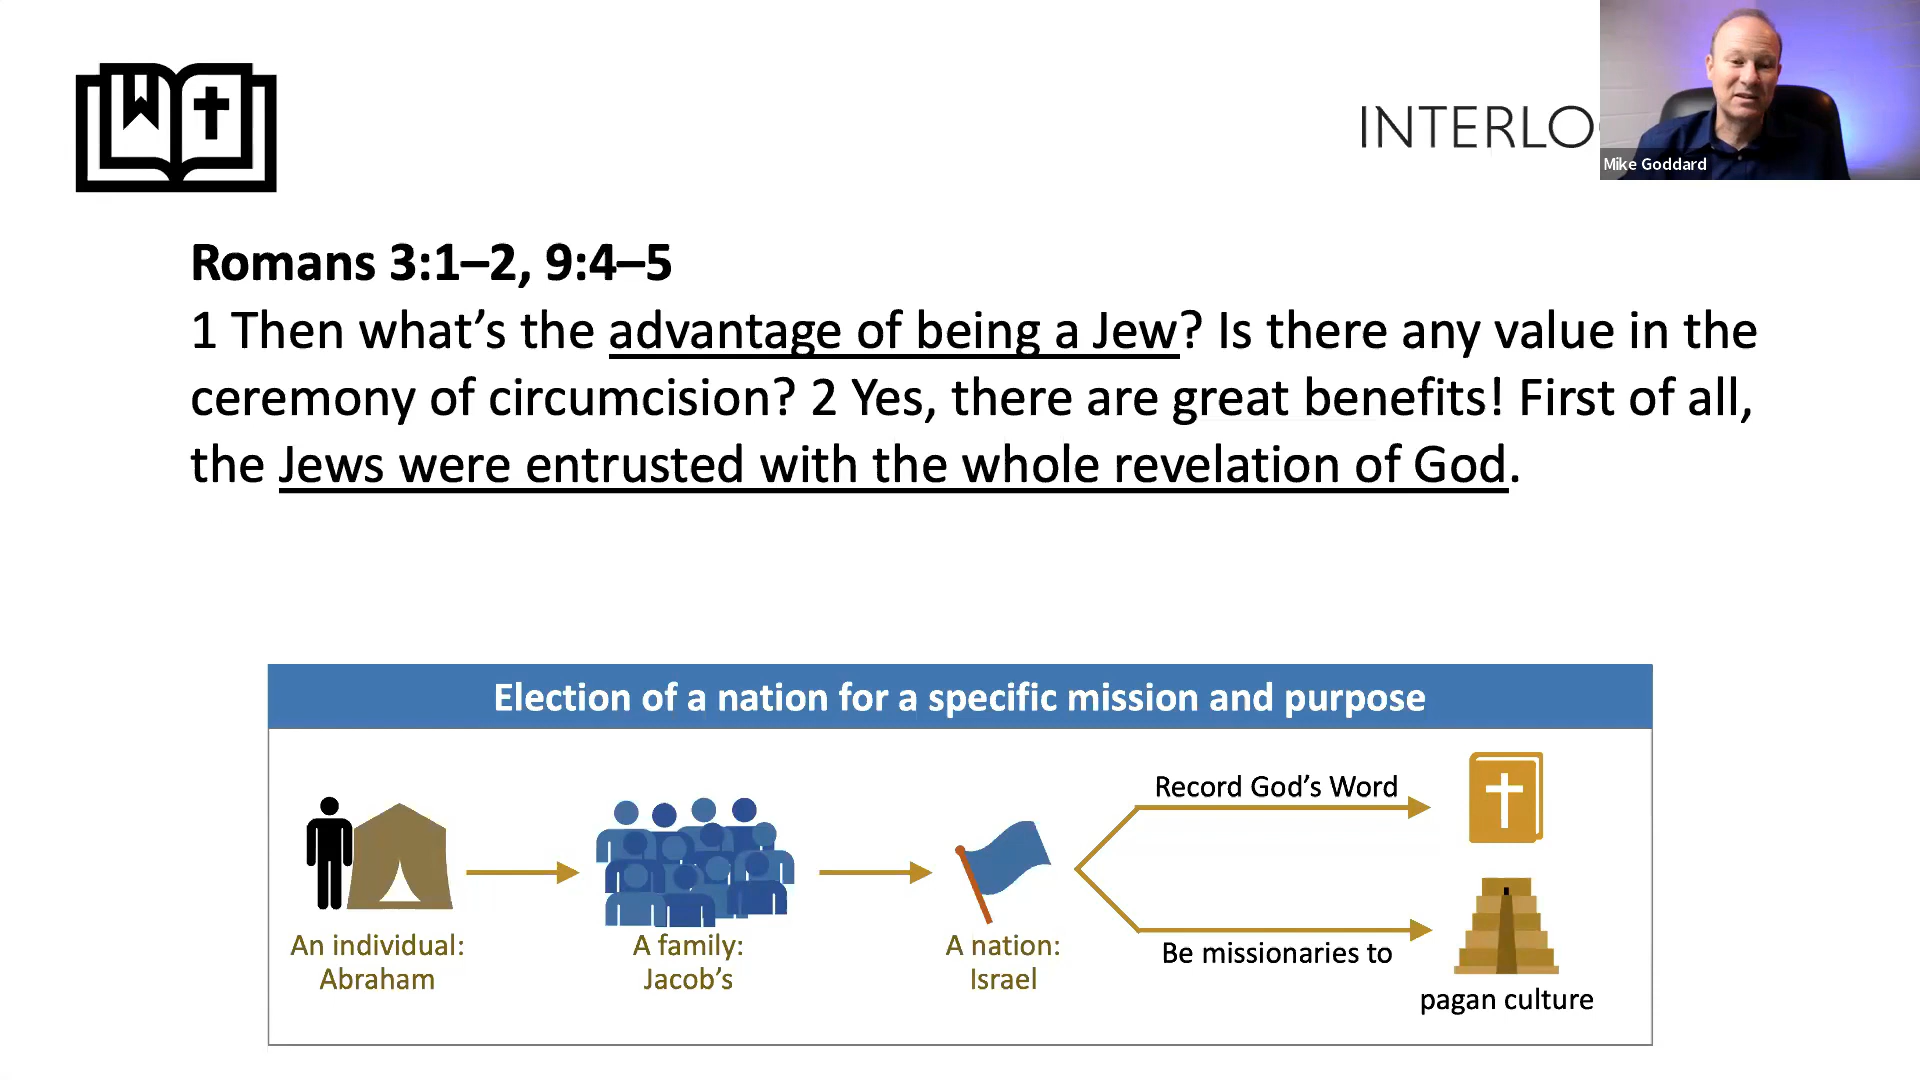 INTERLO
Mike Goddard
Romans 3:1–2, 9:4–5
1 Then what’s the advantage of being a Jew? Is there any value in the
ceremony of circumcision? 2 Yes, there are great benefits! First of all,
the Jews were entrusted with the whole revelation of God.
Election of a nation for a specific mission and purpose
An individual:
Abraham
A family:
Jacob’s
A nation:
Israel
Record God’s Word
Be missionaries to
pagan culture